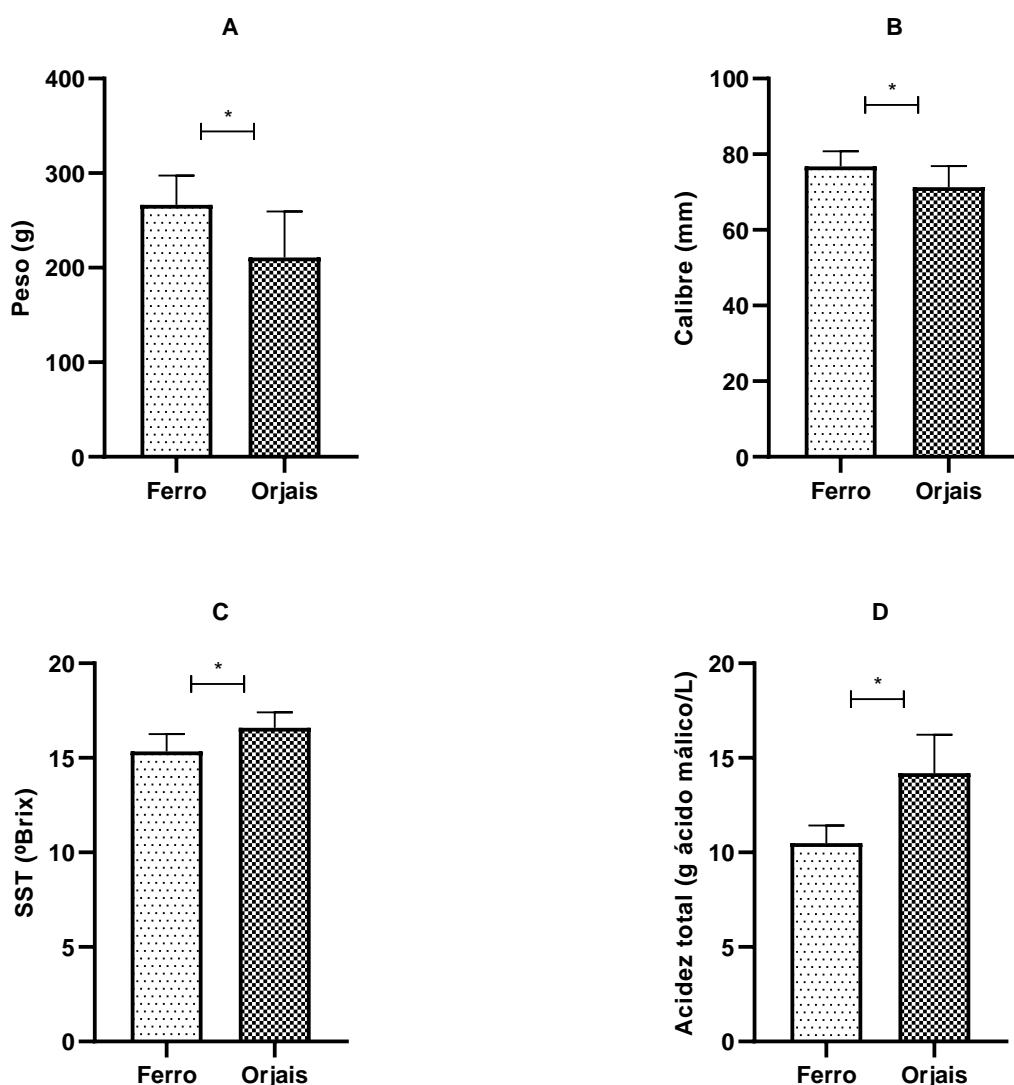 A
Peso (g)
400
300
200
100
0
*
Ferro Orjais
B
Calibre (mm)
100
80
60
40
20
0
*
Ferro Orjais
C
SST (ºBrix)
20
15
10
5
0
*
Ferro Orjais
D
Acidez total (g ácido málico/L)
20
15
10
5
0
*
Ferro Orjais